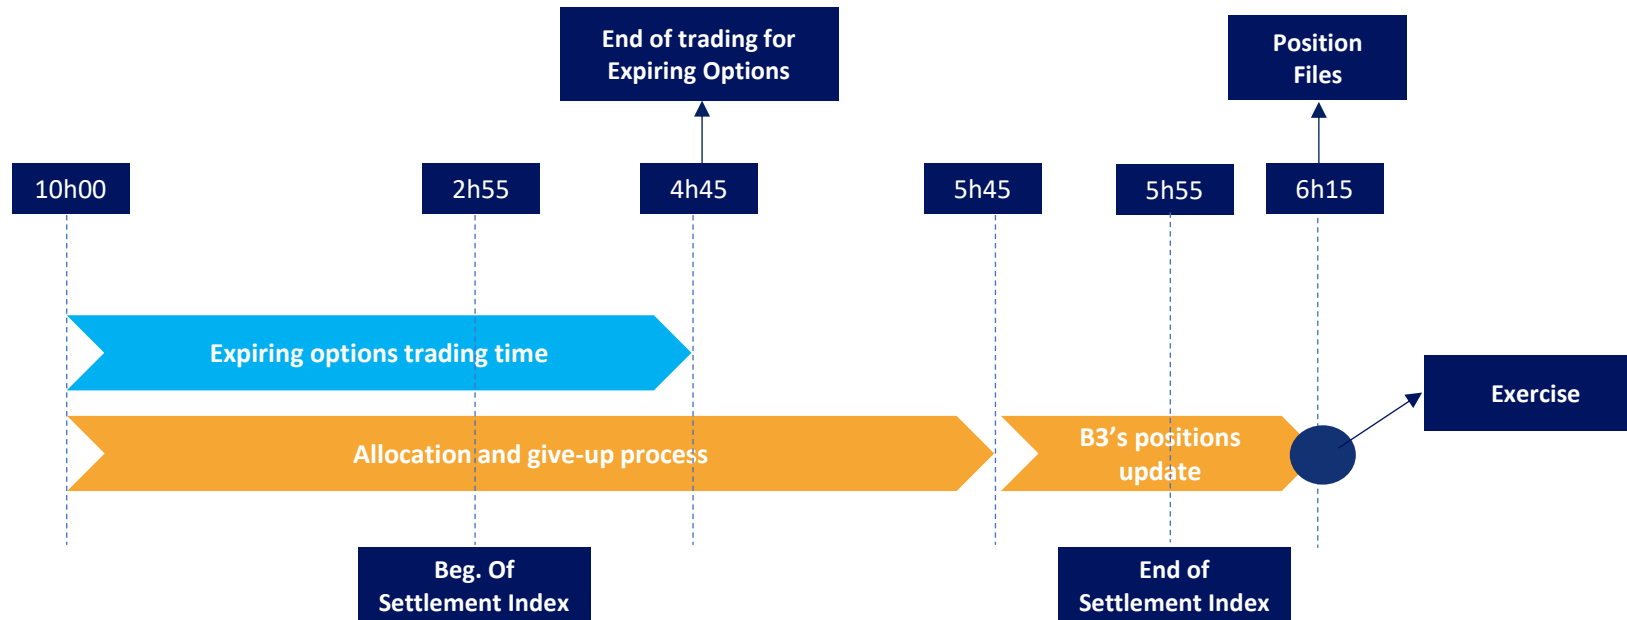 End of trading for
Expiring Options
Position
Files
10h00
2h55
4h45
5h45
5h55
6h15
Expiring options trading time
Exercise
Allocation and give-up process
B3’s positions
update
Beg. Of
Settlement Index
End of
Settlement Index